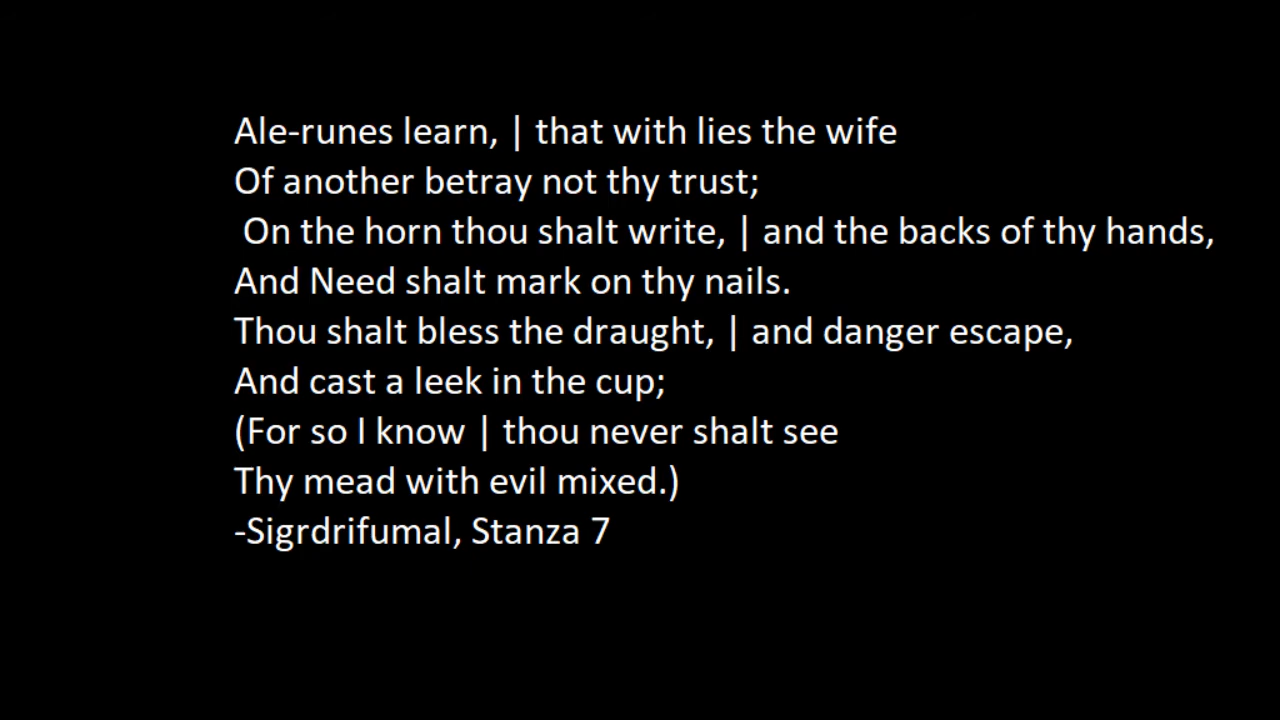 Ale-runes learn, | that with lies the wife
Of another betray not thy trust;
On the horn thou shalt write, | and the backs of thy hands,
And Need shalt mark on thy nails.
Thou shalt bless the draught, | and danger escape,
And cast a leek in the cup;
(For so I know | thou never shalt see
Thy mead with evil mixed.)
-Sigrdrifumal, Stanza 7